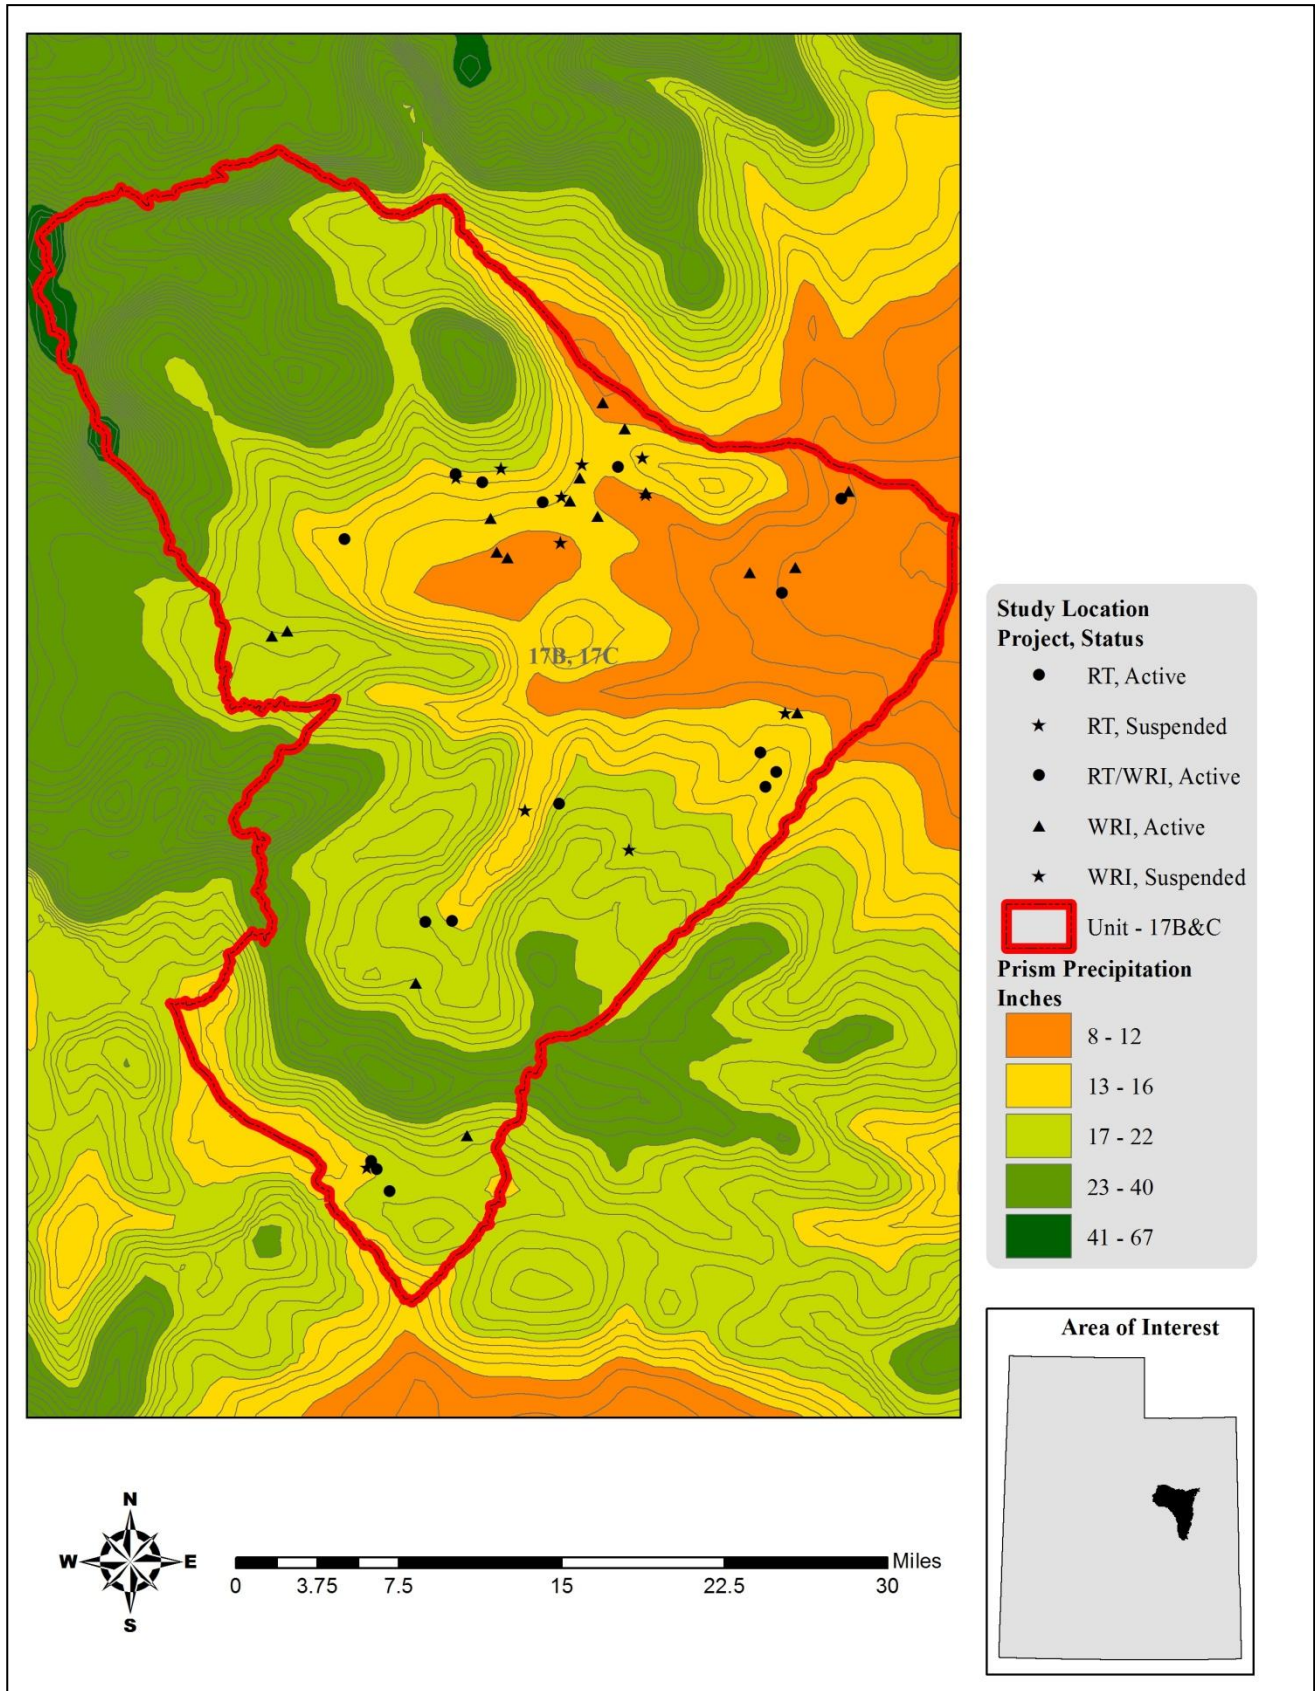 17B, 17C
Study Location
Project, Status
RT, Active
RT, Suspended
RT/WRI, Active
WRI, Active
WRI, Suspended
Unit - 17B&C
Prism Precipitation
Inches
8 - 12
13 - 16
17 - 22
23 - 40
41 - 67
Area of Interest
N
W E
S
Miles
0 3.75 7.5 15 22.5 30